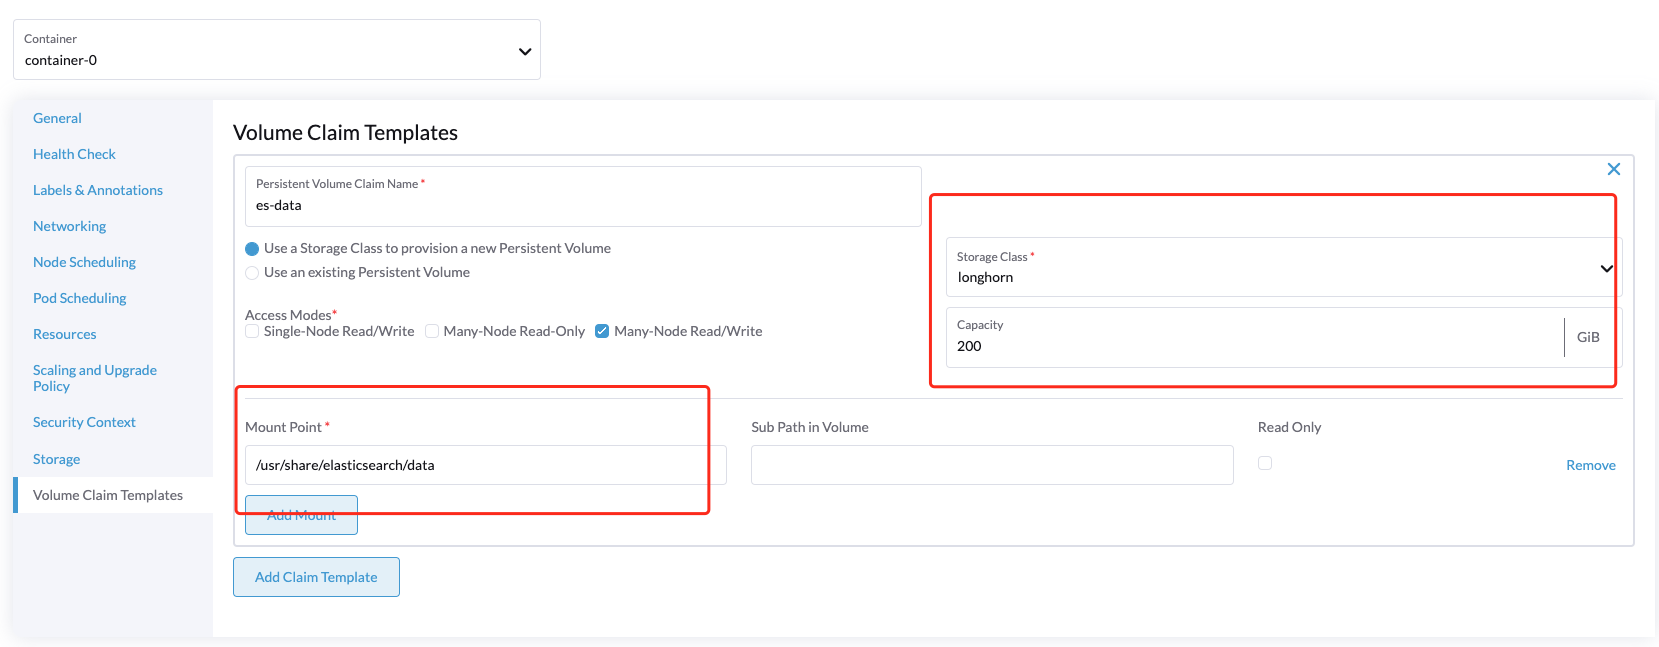 Container
container-0
General
Health Check
Labels & Annotations
Networking
Node Scheduling
Pod Scheduling
Resources
Scaling and Upgrade
Policy
Security Context
Storage
Volume Claim Templates
Volume Claim Templates
Persistent Volume Claim Name *
es-data
Use a Storage Class to provision a new Persistent Volume
Use an existing Persistent Volume
Storage Class *
longhorn
Access Modes*
Single-Node Read/Write Many-Node Read-Only Many-Node Read/Write
Capacity
200 GiB
Mount Point * Sub Path in Volume Read Only
/usr/share/elasticsearch/data Remove
Add Mount
Add Claim Template